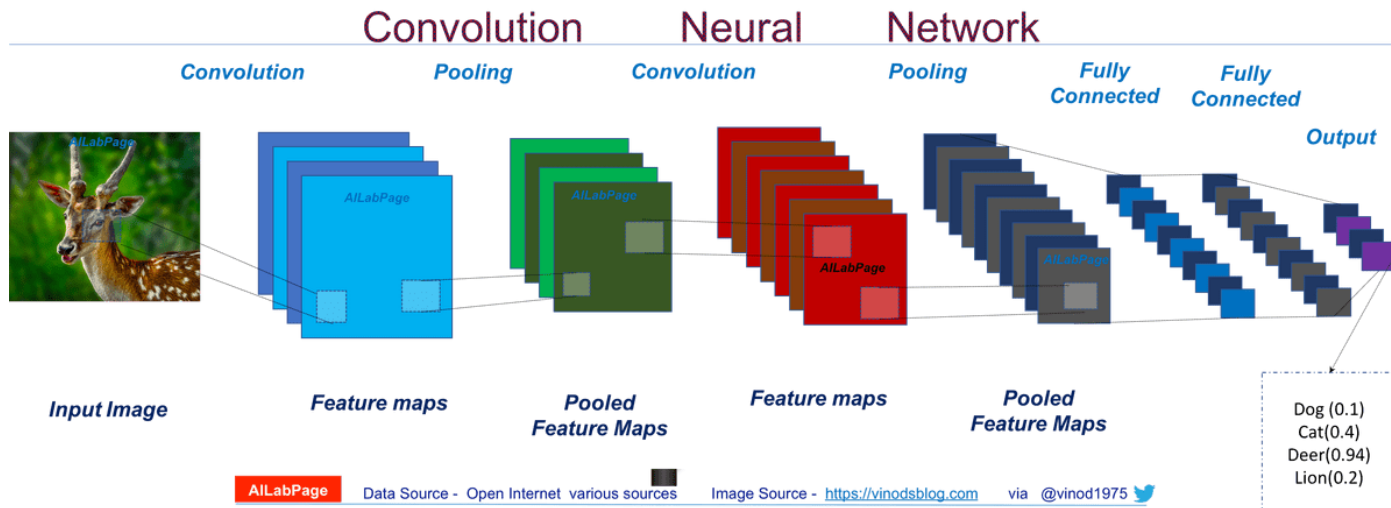 Convolution Neural Network
Convolution
Pooling
Convolution
Pooling
Fully
Connected
Fully
Connected
Output
AILabPage
AILabPage
AILabPage
AILabPage
AILabPage
Input Image
Feature maps
Pooled
Feature Maps
Feature maps
Pooled
Feature Maps
Dog (0.1)
Cat(0.4)
Deer(0.94)
Lion(0.2)
AILabPage
Data Source - Open Internet various sources
Image Source - https://vinodsblog.com via @vinod1975